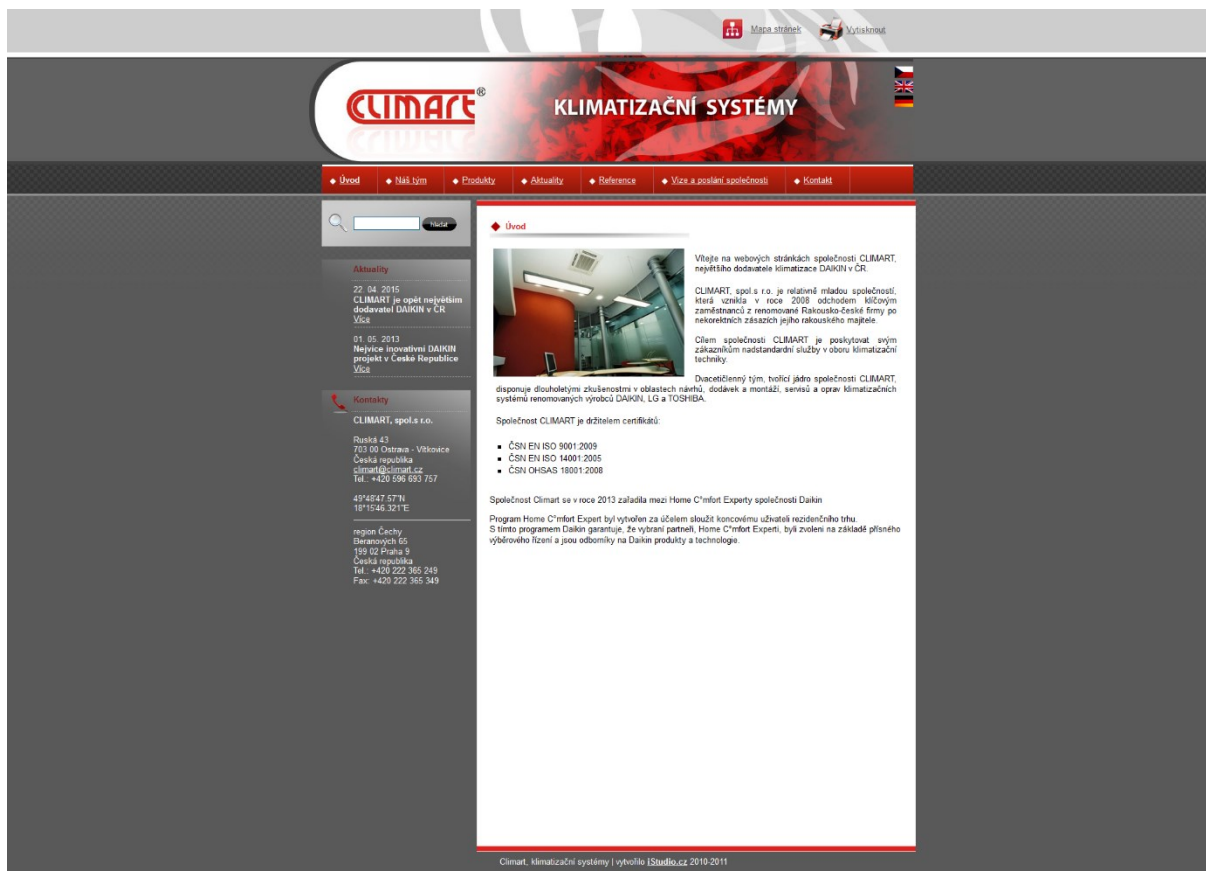 Mapa stránek
Vytisknout
CLIMART®
KLIMATIZAČNÍ SYSTÉMY
Úvod
Náš tým
Produkty
Aktuality
Reference
Vize a poslání společnosti
Kontakt
hledat
Aktuality
22. 04. 2015
CLIMART je opět největším
dodavatel DAIKIN v ČR
Více
01. 05. 2013
Nejvíce inovativní DAIKIN
projekt v České Republice
Více
Kontakty
CLIMART, spol.s r.o.
Ruská 43
703 00 Ostrava - Vítkovice
Česká republika
climart@climart.cz
Tel.: +420 596 693 757
49°48'47.57"N
18°15'46.321"E
region Čechy
Beranových 65
199 02 Praha 9
Česká republika
Tel.: +420 222 365 249
Fax: +420 222 365 349
Úvod
Vítejte na webových stránkách společnosti CLIMART,
největšího dodavatele klimatizace DAIKIN v ČR.
CLIMART, spol.s r.o. je relativně mladou společností,
která vznikla v roce 2008 odchodem klíčovým
zaměstnanců z renomované Rakousko-české firmy po
nekorektních zásazích jejího rakouského majitele.
Cílem společnosti CLIMART je poskytovat svým
zákazníkům nadstandardní služby v oboru klimatizační
techniky.
Dvacetičlenný tým, tvořící jádro společnosti CLIMART,
disponuje dlouholetými zkušenostmi v oblastech návrhů, dodávek a montáží, servisů a oprav klimatizačních
systémů renomovaných výrobců DAIKIN, LG a TOSHIBA.
Společnost CLIMART je držitelem certifikátů:
ČSN EN ISO 9001:2009
ČSN EN ISO 14001:2005
ČSN OHSAS 18001:2008
Společnost Climart se v roce 2013 zařadila mezi Home C°mfort Experty společnosti Daikin
Program Home C°mfort Expert byl vytvořen za účelem sloužit koncovému uživateli rezidenčního trhu.
S tímto programem Daikin garantuje, že vybraní partneři, Home C°mfort Experti, byli zvoleni na základě přísného
výběrového řízení a jsou odborníky na Daikin produkty a technologie.
Climart, klimatizační systémy | vytvořilo iStudio.cz 2010-2011